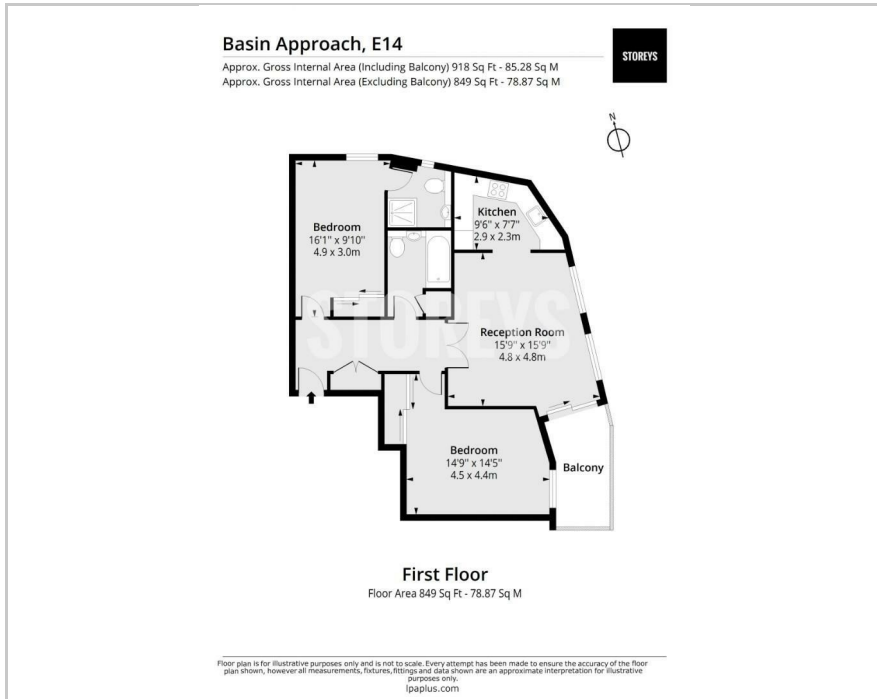 Basin Approach, E14
Approx. Gross Internal Area (Including Balcony) 918 Sq Ft - 85.28 Sq M
Approx. Gross Internal Area (Excluding Balcony) 849 Sq Ft - 78.87 Sq M
STOREYS
N
Bedroom
16'1" x 9'10"
4.9 x 3.0m
Kitchen
9'6" x 7'7"
2.9 x 2.3m
STOREYS
Reception Room
15'9" x 15'9"
4.8 x 4.8m
Bedroom
14'9" x 14'5"
4.5 x 4.4m
Balcony
First Floor
Floor Area 849 Sq Ft - 78.87 Sq M
Floor plan is for illustrative purposes only and is not to scale. Every attempt has been made to ensure the accuracy of the floor
plan shown, however all measurements, fixtures, fittings and data shown are an approximate interpretation for illustrative
purposes only.
lpaplus.com